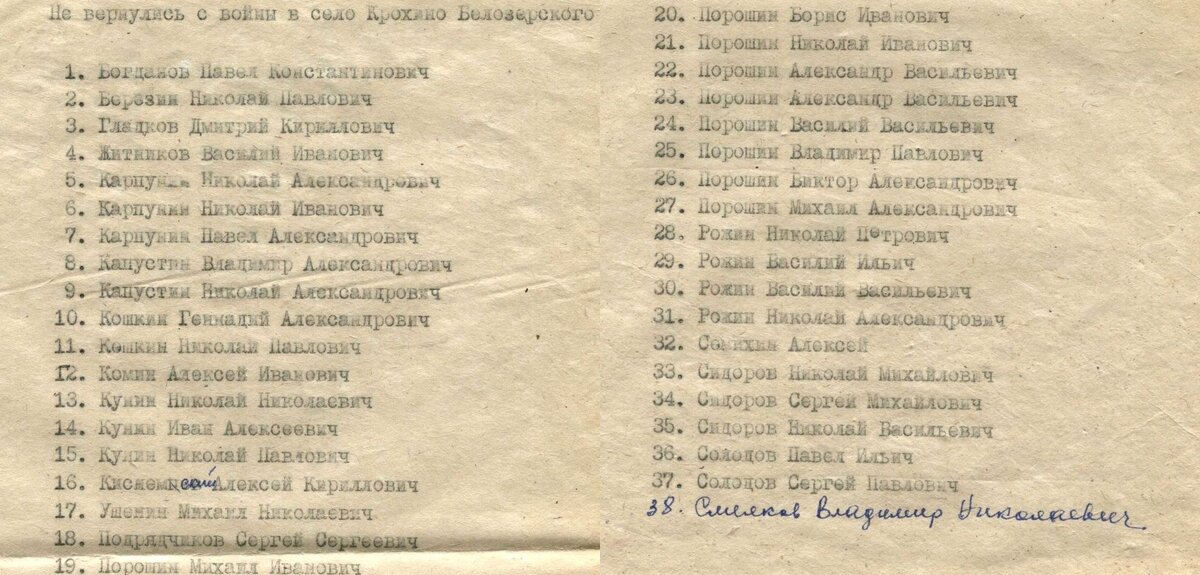 Не вернулись с войны в село Крохино Белозерского
1. Богданов Павел Константинович
2. Березин Николай Павлович
3. Гладков Дмитрий Кириллович
4. Житников Василий Иванович
5. Карпунин Николай Александрович
6. Карпунин Николай Иванович
7. Карпунин Павел Александрович
8. Капустин Владимир Александрович
9. Капустин Николай Александрович
10. Кошкин Геннадий Александрович
11. Кошкин Николай Павлович
12. Комин Алексей Иванович
13. Кунин Николай Николаевич
14. Кунин Иван Алексеевич
15. Кунин Николай Павлович
16. Алексей Кириллович
17. Ушенин Михаил Николаевич
18. Подрядчиков Сергей Сергеевич
19. Порошин Михаил Иванович
20. Порошин Борис Иванович
21. Порошин Николай Иванович
22. Порошин Александр Васильевич
23. Порошин Александр Васильевич
24. Порошин Василий Васильевич
25. Порошин Владимир Павлович
26. Порошин Виктор Александрович
27. Порошин Михаил Александрович
28. Рожин Николай Петрович
29. Рожин Василий Ильич
30. Рожин Василий Васильевич
31. Рожин Николай Александрович
32. Семихин Алексей
33. Сидоров Николай Михайлович
34. Сидоров Сергей Михайлович
35. Сидоров Николай Васильевич
36. Солодов Павел Ильич
37. Солодов Сергей Павлович
38. Смелков Владимир Николаевич